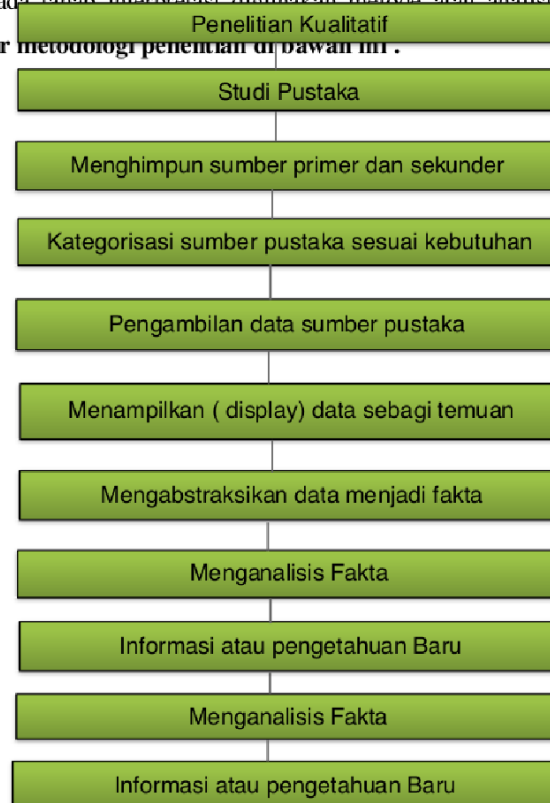 Penelitian Kualitatif
r metodologi penelitian di bawah ini .
Studi Pustaka
Menghimpun sumber primer dan sekunder
Kategorisasi sumber pustaka sesuai kebutuhan
Pengambilan data sumber pustaka
Menampilkan ( display) data sebagi temuan
Mengabstraksikan data menjadi fakta
Menganalisis Fakta
Informasi atau pengetahuan Baru
Menganalisis Fakta
Informasi atau pengetahuan Baru